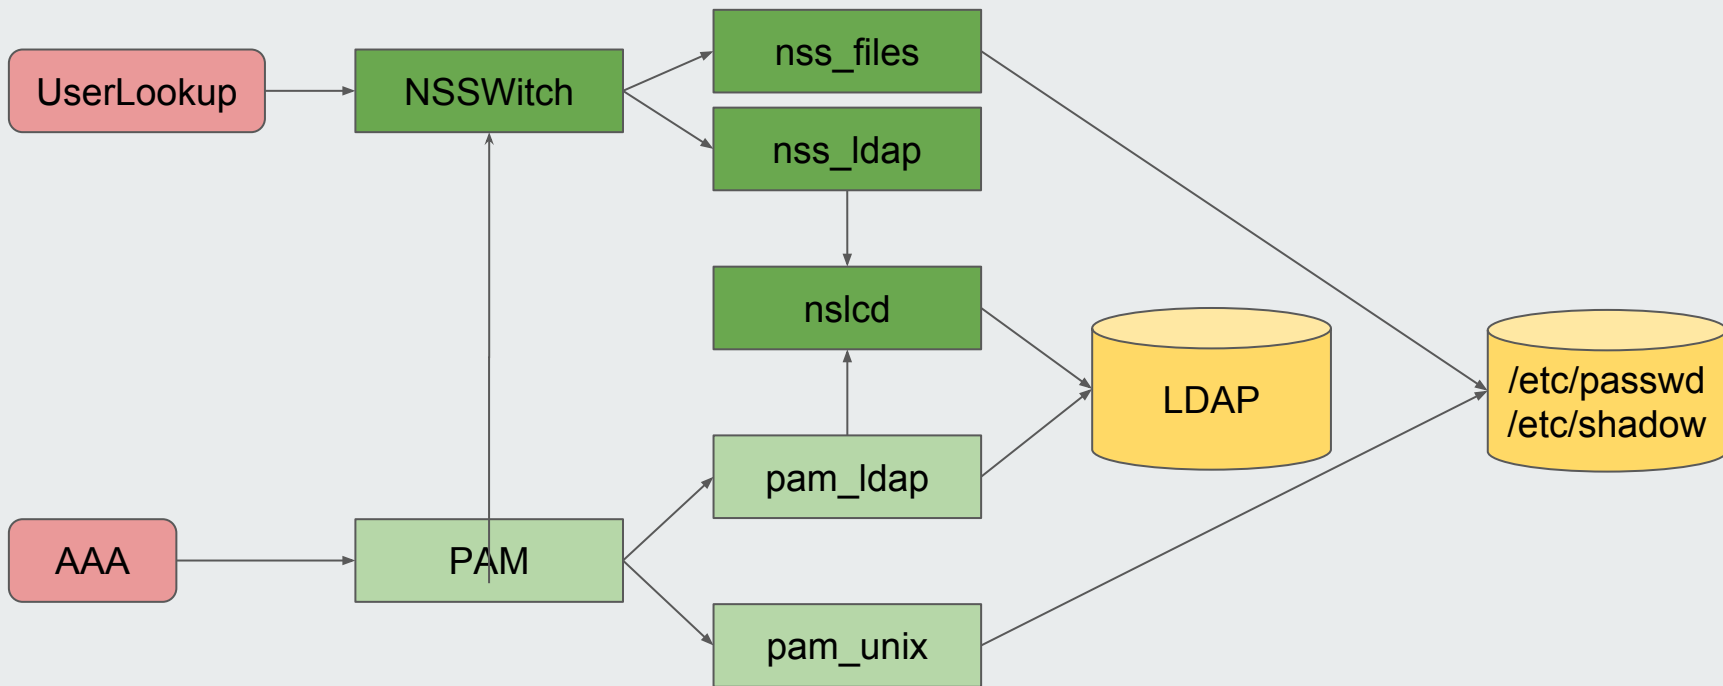 UserLookup
NSSWitch
nss_files
nss_ldap
nslcd
LDAP
/etc/passwd
/etc/shadow
pam_ldap
AAA
PAM
pam_unix